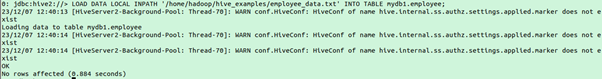 0: jdbc:hive2://> LOAD DATA LOCAL INPATH '/home/hadoop/hive_examples/employee_data.txt' INTO TABLE mydb1.employee;
23/12/07 12:40:13 [HiveServer2-Background-Pool: Thread-70]: WARN conf.HiveConf: HiveConf of name hive.internal.ss.authz.settings.applied.marker does not e
xist
Loading data to table mydb1.employee
23/12/07 12:40:14 [HiveServer2-Background-Pool: Thread-70]: WARN conf.HiveConf: HiveConf of name hive.internal.ss.authz.settings.applied.marker does not e
xist
23/12/07 12:40:14 [HiveServer2-Background-Pool: Thread-70]: WARN conf.HiveConf: HiveConf of name hive.internal.ss.authz.settings.applied.marker does not e
xist
OK
No rows affected (0.884 seconds)